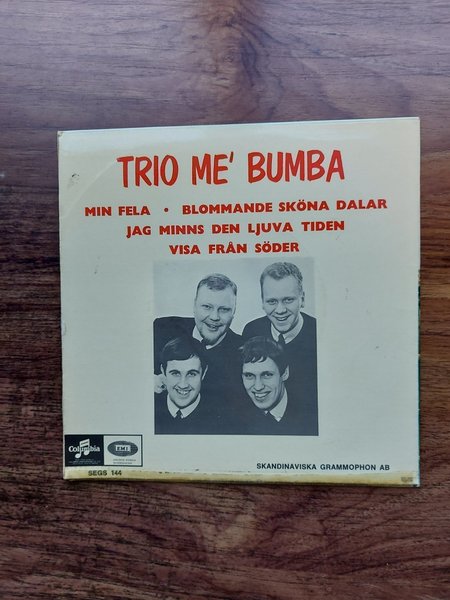 TRIO ME' BUMBA
MIN FELA • BLOMMANDE SKÖNA DALAR
JAG MINNS DEN LJUVA TIDEN
VISA FRÅN SÖDER
Columbia
EMI
SEGS 144
SKANDINAVISKA GRAMMOPHON AB